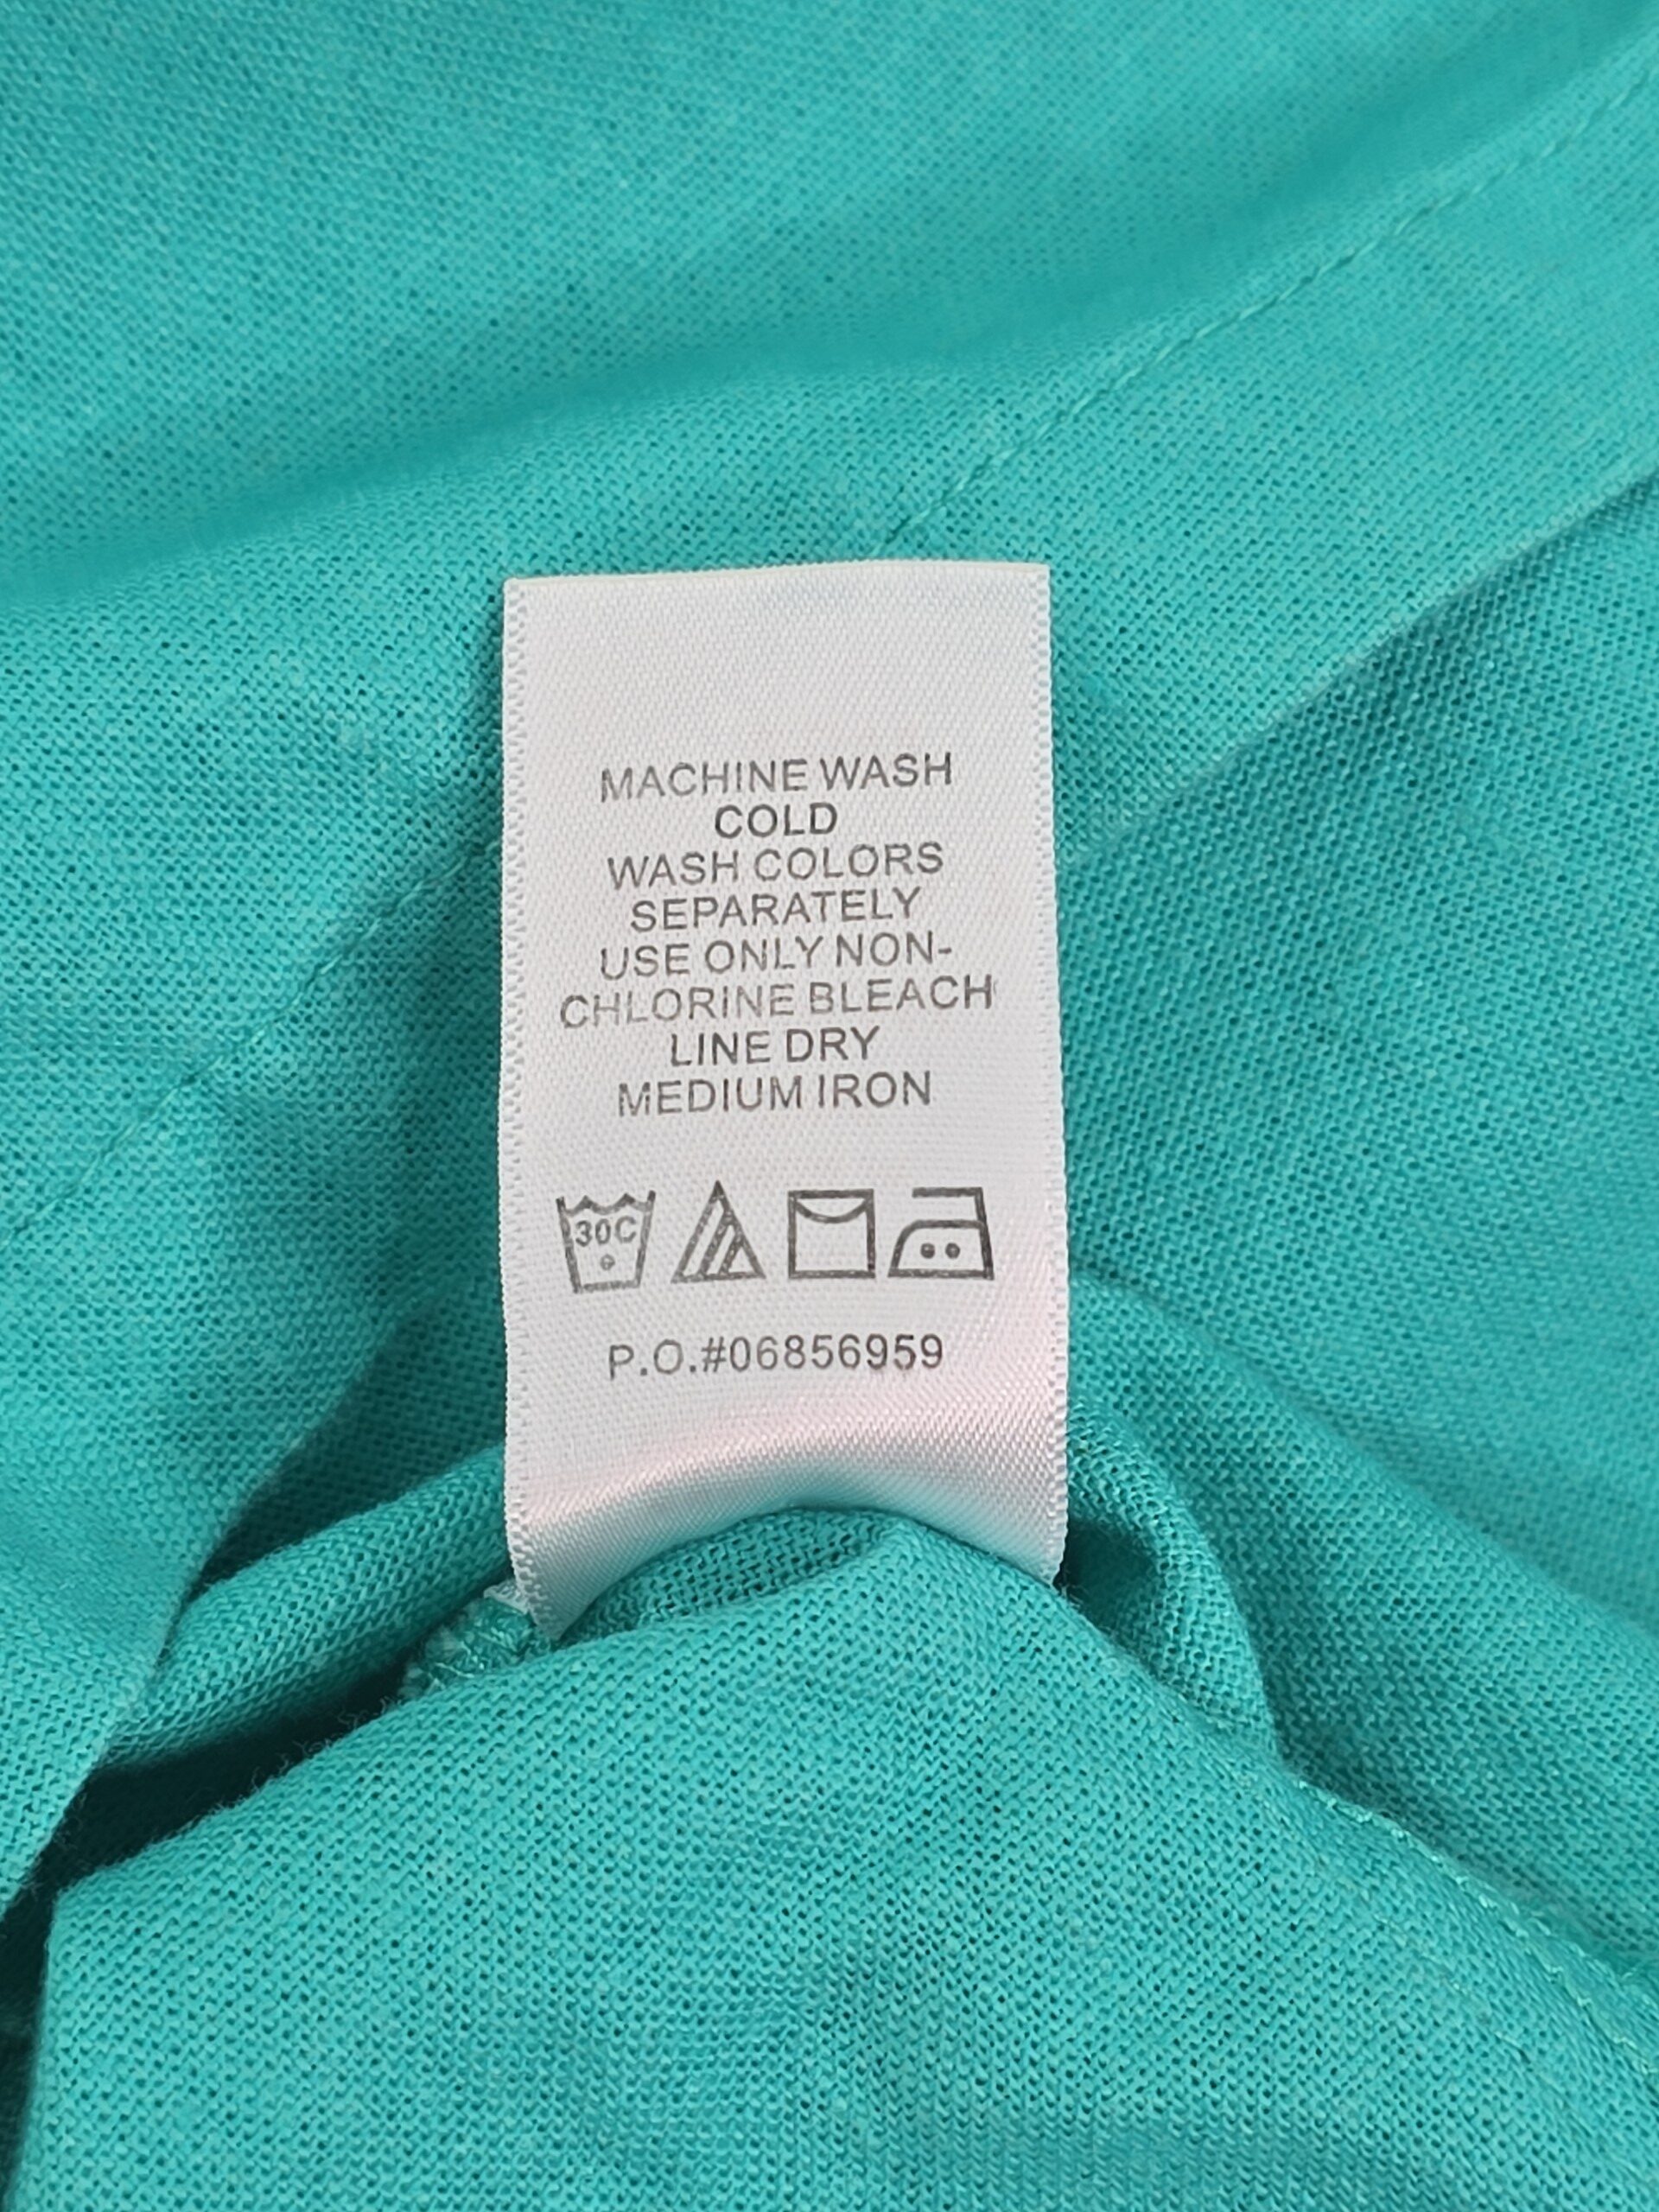 MACHINE WASH
COLD
WASH COLORS
SEPARATELY
USE ONLY NON-
CHLORINE BLEACH
LINE DRY
MEDIUM IRON
30C
P.O.#06856959